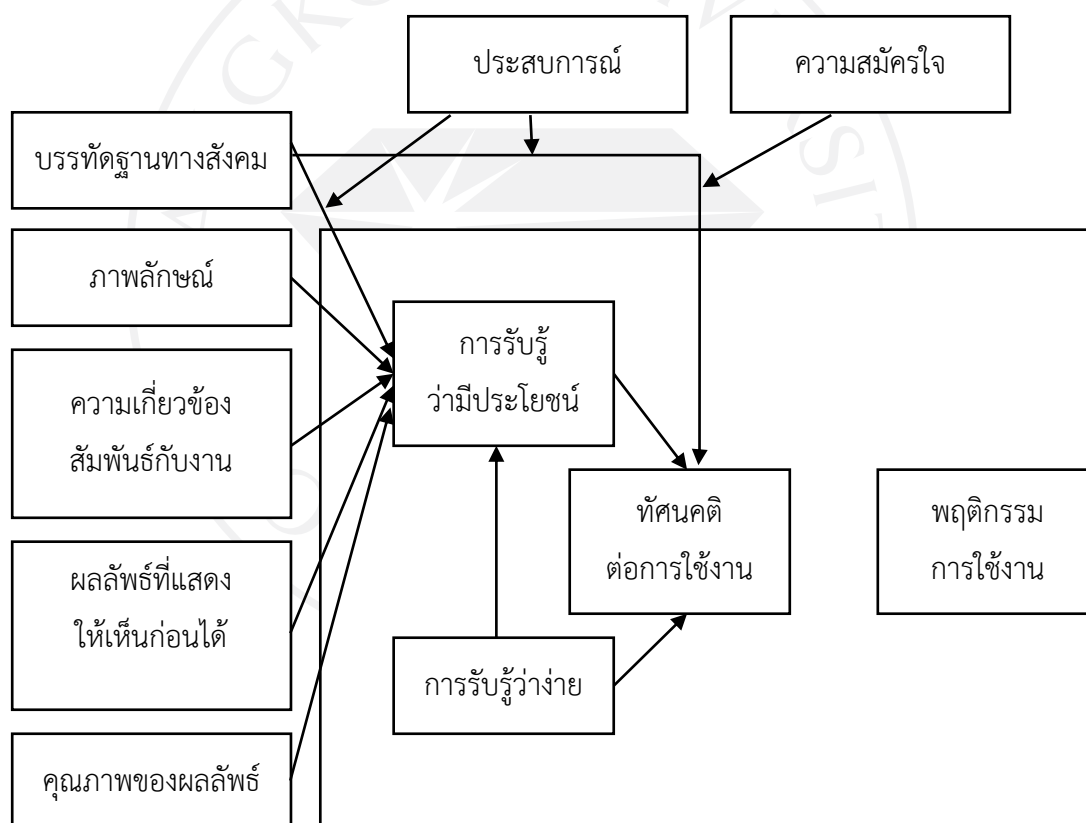 ประสบการณ์
ความสมัครใจ
บรรทัดฐานทางสังคม
ภาพลักษณ์
การรับรู้
ว่ามีประโยชน์
ความเกี่ยวข้อง
สัมพันธ์กับงาน
ทัศนคติ
ต่อการใช้งาน
พฤติกรรม
การใช้งาน
ผลลัพธ์ที่แสดง
ให้เห็นก่อนได้
การรับรู้ว่าง่าย
คุณภาพของผลลัพธ์